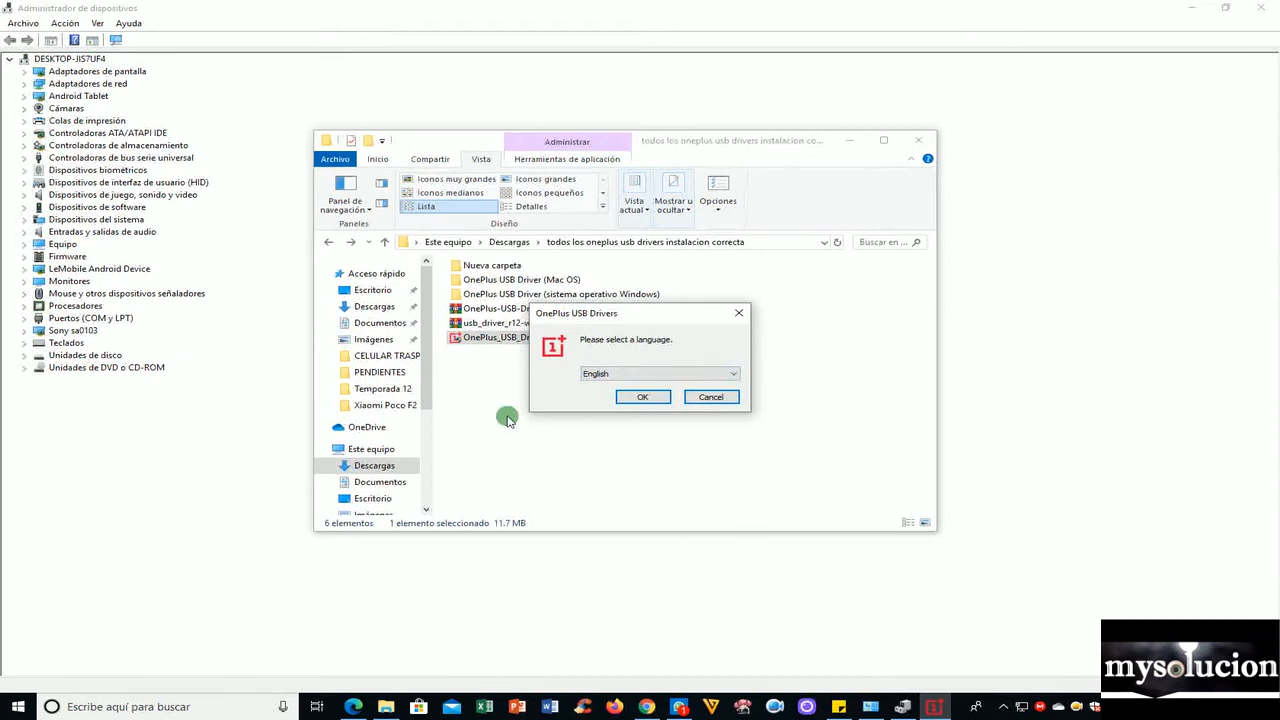 Administrador de dispositivos
Archivo Acción Ver Ayuda
DESKTOP-JIS7UF4
Adaptadores de pantalla
Adaptadores de red
Android Tablet
Cámaras
Colas de impresión
Controladoras ATA/ATAPI IDE
Controladoras de almacenamiento
Controladoras de bus serie universal
Dispositivos biométricos
Dispositivos de interfaz de usuario (HID)
Dispositivos de juego, sonido y video
Dispositivos de software
Dispositivos del sistema
Entradas y salidas de audio
Equipo
Firmware
LeMobile Android Device
Monitores
Mouse y otros dispositivos señaladores
Procesadores
Puertos (COM y LPT)
Sony sa0103
Teclados
Unidades de disco
Unidades de DVD o CD-ROM
Administrar
todos los oneplus usb drivers instalacion co...
Archivo Inicio Compartir Vista Herramientas de aplicación
Panel de navegación
Paneles
Iconos muy grandes Iconos grandes
Iconos medianos Iconos pequeños
Lista Detalles
Diseño
Vista actual
Mostrar u ocultar
Opciones
Este equipo Descargas todos los oneplus usb drivers instalacion correcta
Buscar en ...
Acceso rápido
Escritorio
Descargas
Documentos
Imágenes
CELULAR TRASP
PENDIENTES
Temporada 12
Xiaomi Poco F2
OneDrive
Este equipo
Descargas
Documentos
Escritorio
Nueva carpeta
OnePlus USB Driver (Mac OS)
OnePlus USB Driver (sistema operativo Windows)
OnePlus-USB-Dr
usb_driver_r12-w
OnePlus_USB_Dr
6 elementos 1 elemento seleccionado 11.7 MB
OnePlus USB Drivers
Please select a language.
English
OK Cancel
mysolucion
Escribe aquí para buscar